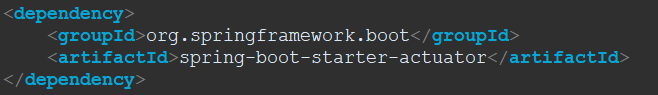 <dependency>
    <groupId>org.springframework.boot</groupId>
    <artifactId>spring-boot-starter-actuator</artifactId>
</dependency>